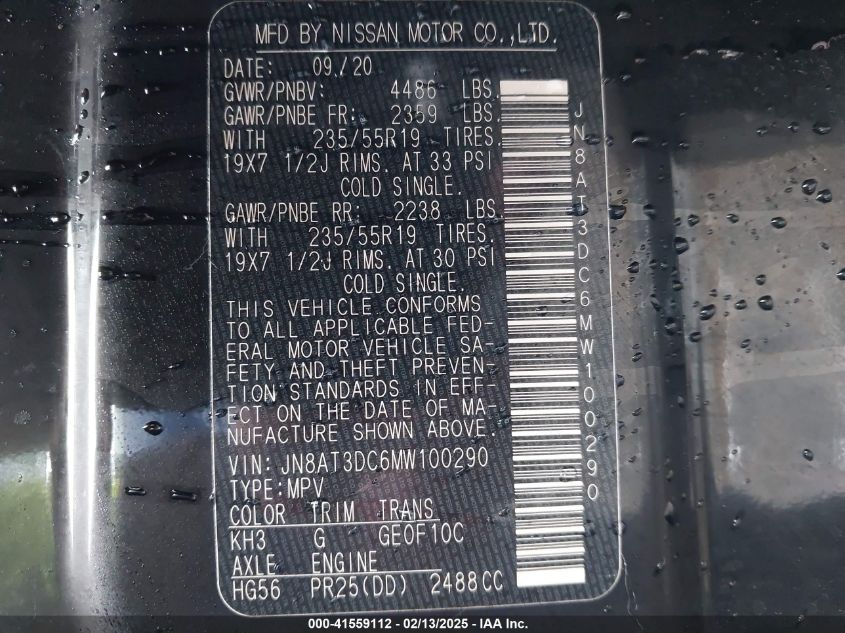 MFD BY NISSAN MOTOR CO.,LTD.
DATE: 09/20
GVWR/PNBV: 4486 LBS.
GAWR/PNBE FR: 2359 LBS.
WITH 235/55R19 TIRES.
19X7 1/2J RIMS. AT 33 PSI
COLD SINGLE.
GAWR/PNBE RR: 2238 LBS.
WITH 235/55R19 TIRES.
19X7 1/2J RIMS. AT 30 PSI
COLD SINGLE.
THIS VEHICLE CONFORMS
TO ALL APPLICABLE FED-
ERAL MOTOR VEHICLE SA-
FETY AND THEFT PREVEN-
TION STANDARDS IN EFF-
ECT ON THE DATE OF MA-
NUFACTURE SHOWN ABOVE.
VIN: JN8AT3DC6MW100290
TYPE:MPV
COLOR TRIM TRANS
KH3 G GE0F10C
AXLE ENGINE
HG56 PR25(DD) 2488CC
JN8AT3DC6MW100290
000-41559112 - 02/13/2025 - IAA Inc.